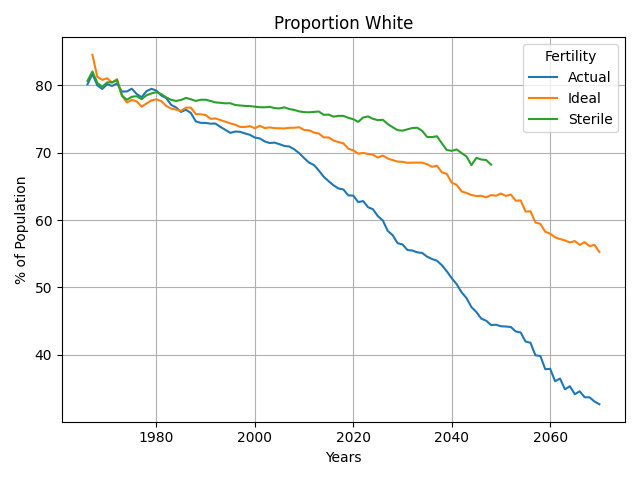 Proportion White
Fertility
Actual
Ideal
Sterile
% of Population
80
70
60
50
40
1980
2000
2020
2040
2060
Years